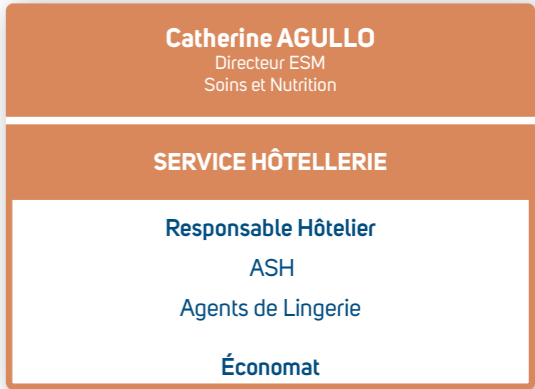 Catherine AGULLO
Directeur ESM
Soins et Nutrition
SERVICE HÔTELLERIE
Responsable Hôtelier
ASH
Agents de Lingerie
Économat